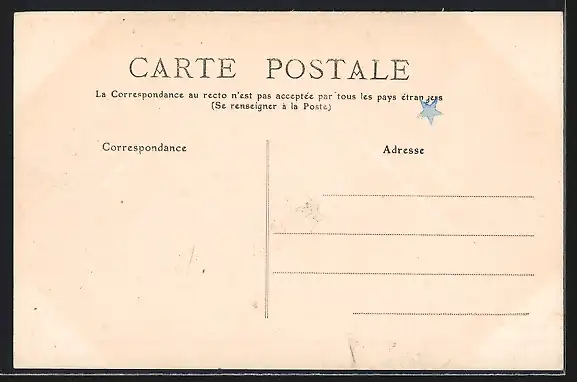 CARTE POSTALE
La Correspondance au recto n'est pas acceptée par tous les pays étrangers
(Se renseigner à la Poste)
Correspondance
Adresse